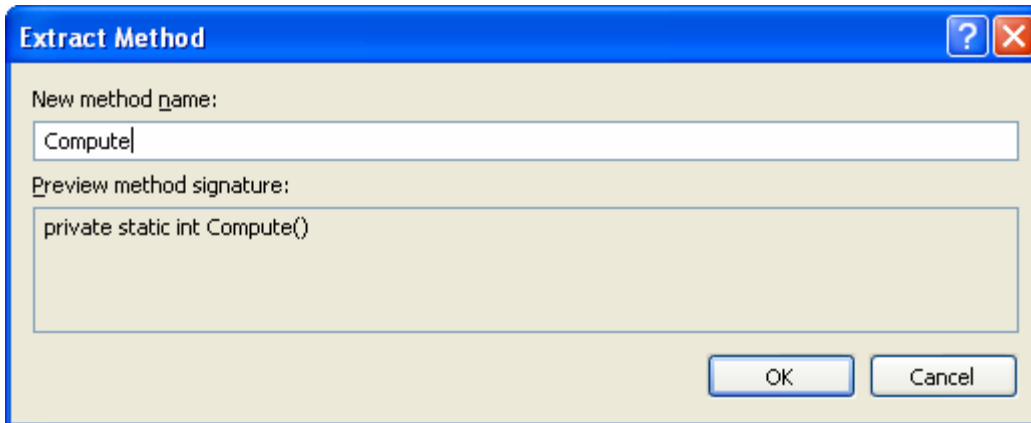 Extract Method
New method name:
Compute
Preview method signature:
private static int Compute()
OK Cancel